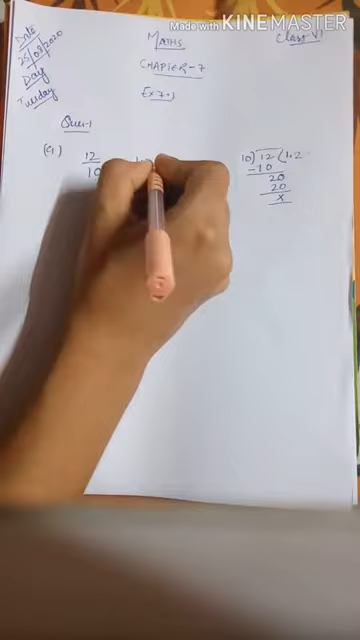 Made with KINEMASTER
Date
25/08/2020
Day
Tuesday
MATHS
Class-VI
CHAPTER-7
Ex 7.1
Ques-1
12
10
10) 12 (1.2
-10
20
20
x